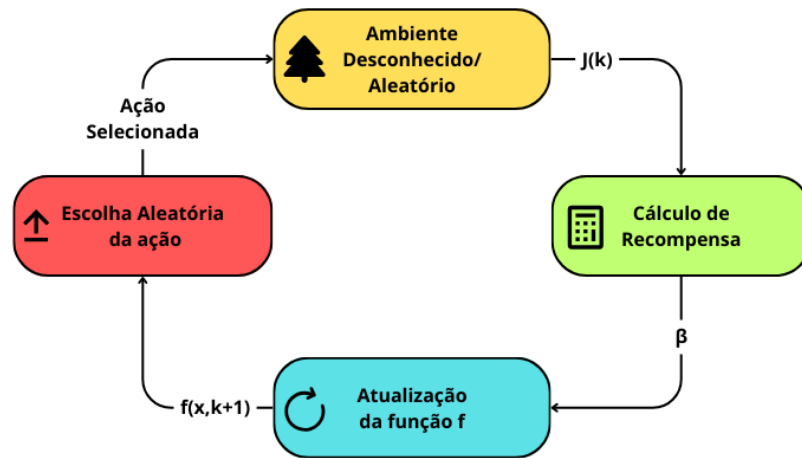 Ambiente
Desconhecido/
Aleatório
J(k)
Ação
Selecionada
Escolha Aleatória
da ação
Cálculo de
Recompensa
β
Atualização
da função f
f(x,k+1)